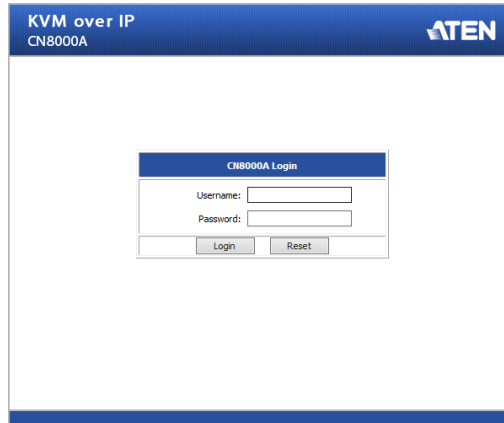 KVM over IP
CN8000A
ATEN
CN8000A Login
Username:
Password:
Login
Reset